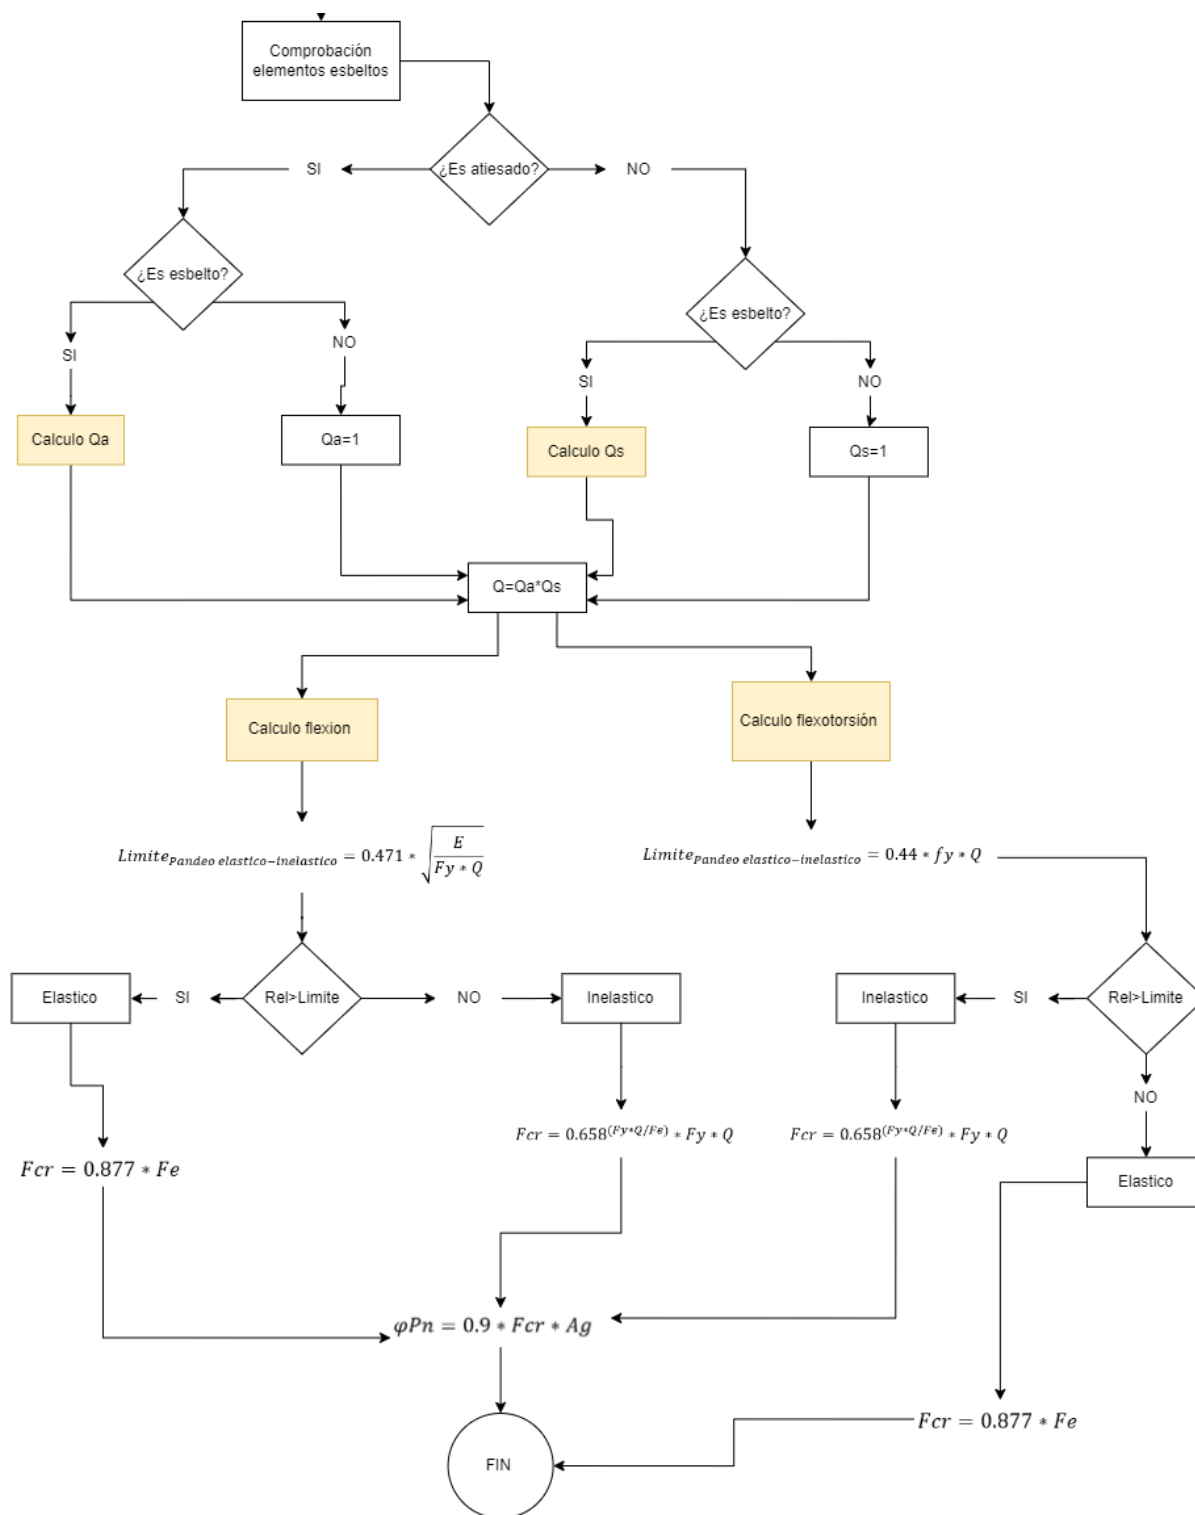 Comprobación
elementos esbeltos
¿Es atiesado?
SI
NO
¿Es esbelto?
¿Es esbelto?
SI
NO
SI
NO
Calculo Qa
Qa=1
Calculo Qs
Qs=1
Q=Qa*Qs
Calculo flexion
Calculo flexotorsión
Limite_{Pandeo elastico−inelastico} = 0.471 * √(E / (Fy * Q))
Limite_{Pandeo elastico−inelastico} = 0.44 * fy * Q
Elastico
SI
Rel>Limite
NO
Inelastico
Inelastico
SI
Rel>Limite
NO
Fcr = 0.658^{(Fy*Q/Fe)} * Fy * Q
Fcr = 0.658^{(Fy*Q/Fe)} * Fy * Q
Fcr = 0.877 * Fe
Elastico
φPn = 0.9 * Fcr * Ag
Fcr = 0.877 * Fe
FIN